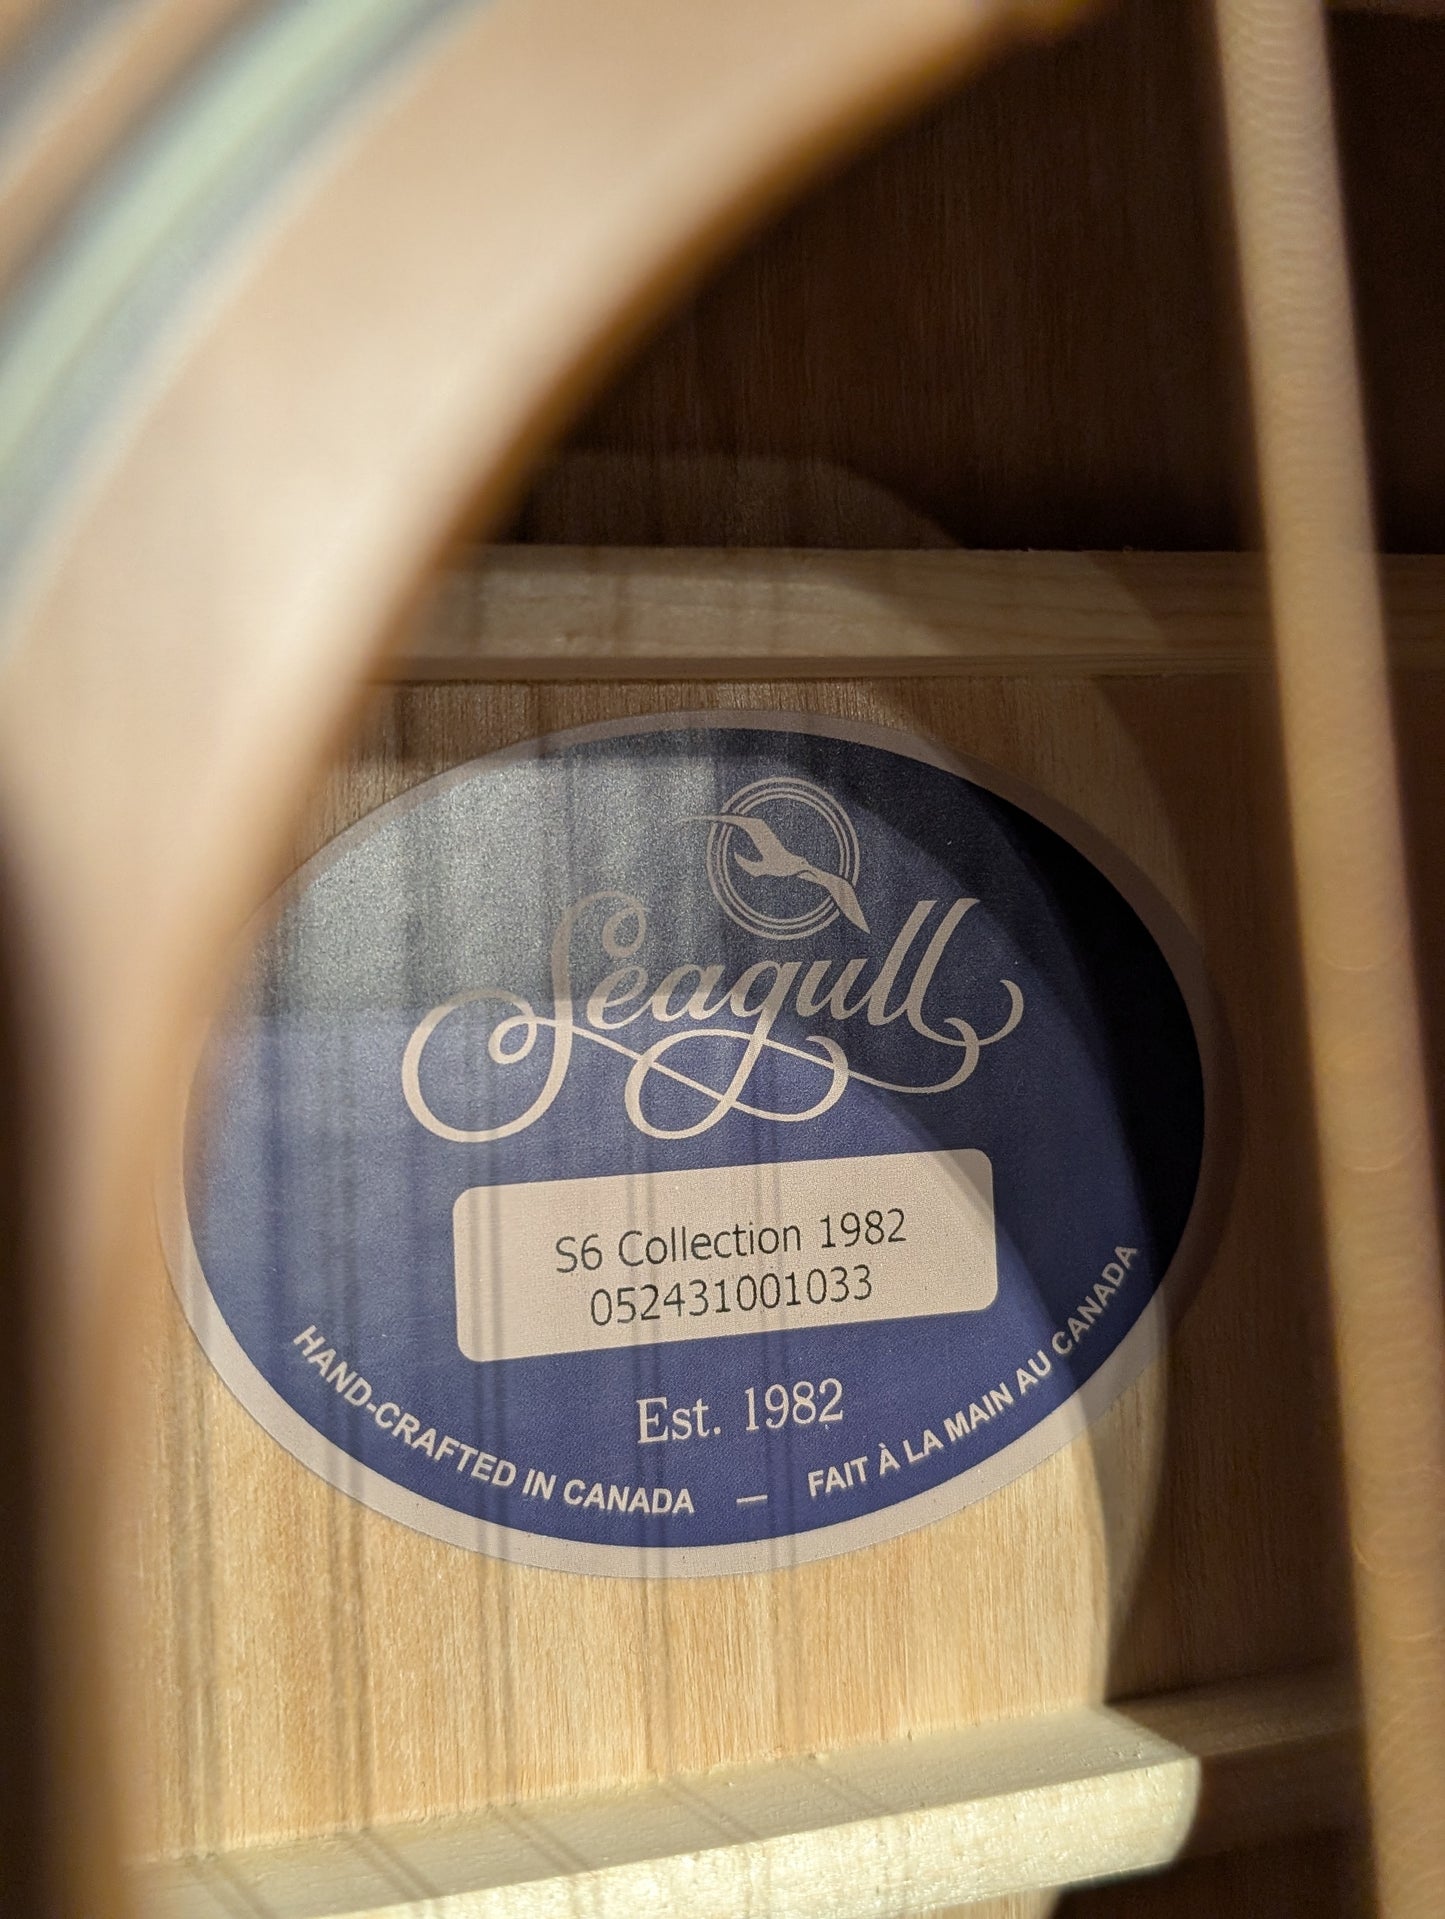 Seagull
S6 Collection 1982
052431001033
Est. 1982
HAND-CRAFTED IN CANADA — FAIT À LA MAIN AU CANADA